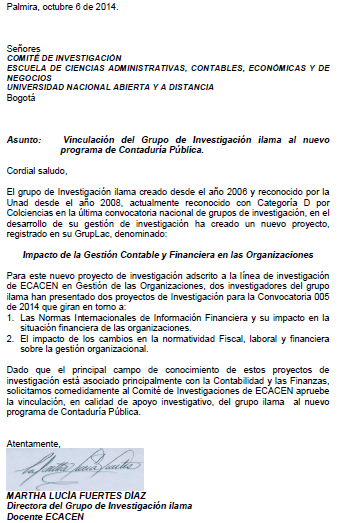 Palmira, octubre 6 de 2014.
Señores
COMITÉ DE INVESTIGACIÓN
ESCUELA DE CIENCIAS ADMINISTRATIVAS, CONTABLES, ECONÓMICAS Y DE
NEGOCIOS
UNIVERSIDAD NACIONAL ABIERTA Y A DISTANCIA
Bogotá
Asunto: Vinculación del Grupo de Investigación ilama al nuevo
programa de Contaduría Pública.
Cordial saludo,
El grupo de Investigación ilama creado desde el año 2006 y reconocido por la
Unad desde el año 2008, actualmente reconocido con Categoría D por
Colciencias en la última convocatoria nacional de grupos de investigación, en el
desarrollo de su gestión de investigación ha creado un nuevo proyecto,
registrado en su GrupLac, denominado:
Impacto de la Gestión Contable y Financiera en las Organizaciones
Para este nuevo proyecto de investigación adscrito a la línea de investigación
de ECACEN en Gestión de las Organizaciones, dos investigadores del grupo
ilama han presentado dos proyectos de Investigación para la Convocatoria 005
de 2014 que giran en torno a:
1. Las Normas Internacionales de Información Financiera y su impacto en la
situación financiera de las organizaciones.
2. El impacto de los cambios en la normatividad Fiscal, laboral y financiera
sobre la gestión organizacional.
Dado que el principal campo de conocimiento de estos proyectos de
investigación está asociado principalmente con la Contabilidad y las Finanzas,
solicitamos comedidamente al Comité de Investigaciones de ECACEN apruebe
la vinculación, en calidad de apoyo investigativo, del grupo ilama al nuevo
programa de Contaduría Pública.
Atentamente,
Martha Lucía Fuertes
MARTHA LUCÍA FUERTES DÍAZ
Directora del Grupo de Investigación ilama
Docente ECACEN